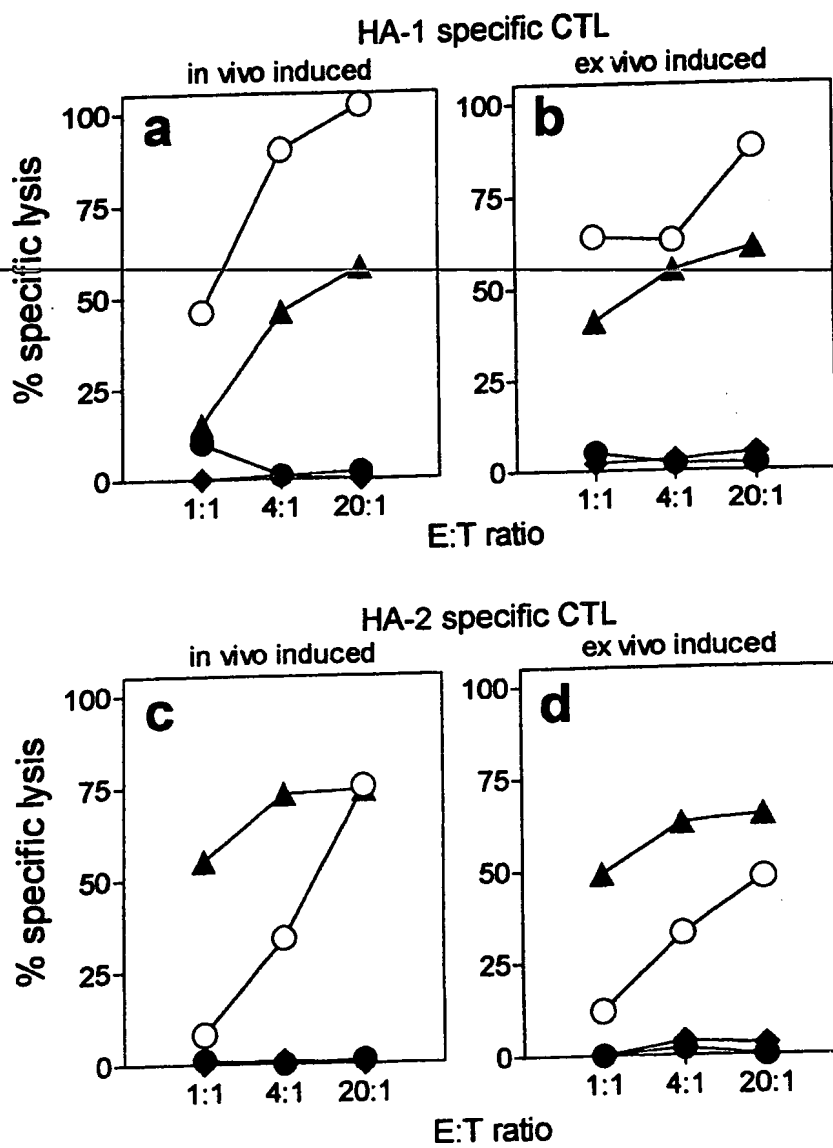 HA-1 specific CTL
in vivo induced
ex vivo induced
a
b
% specific lysis
100
75
50
25
0
100
75
50
25
0
1:1 4:1 20:1
1:1 4:1 20:1
E:T ratio
HA-2 specific CTL
in vivo induced
ex vivo induced
c
d
% specific lysis
100
75
50
25
0
100
75
50
25
0
1:1 4:1 20:1
1:1 4:1 20:1
E:T ratio